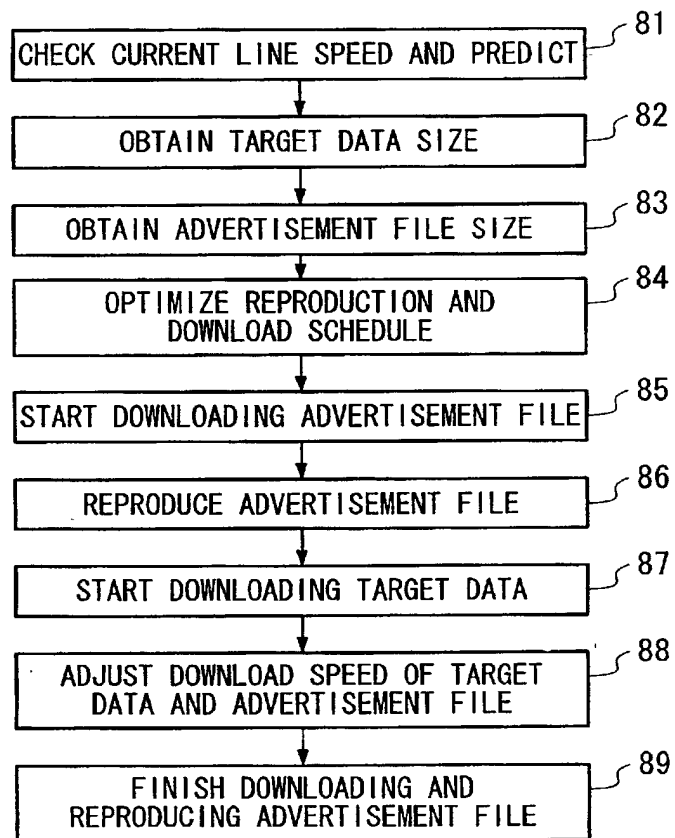 81
CHECK CURRENT LINE SPEED AND PREDICT
82
OBTAIN TARGET DATA SIZE
83
OBTAIN ADVERTISEMENT FILE SIZE
84
OPTIMIZE REPRODUCTION AND
DOWNLOAD SCHEDULE
85
START DOWNLOADING ADVERTISEMENT FILE
86
REPRODUCE ADVERTISEMENT FILE
87
START DOWNLOADING TARGET DATA
88
ADJUST DOWNLOAD SPEED OF TARGET
DATA AND ADVERTISEMENT FILE
89
FINISH DOWNLOADING AND
REPRODUCING ADVERTISEMENT FILE